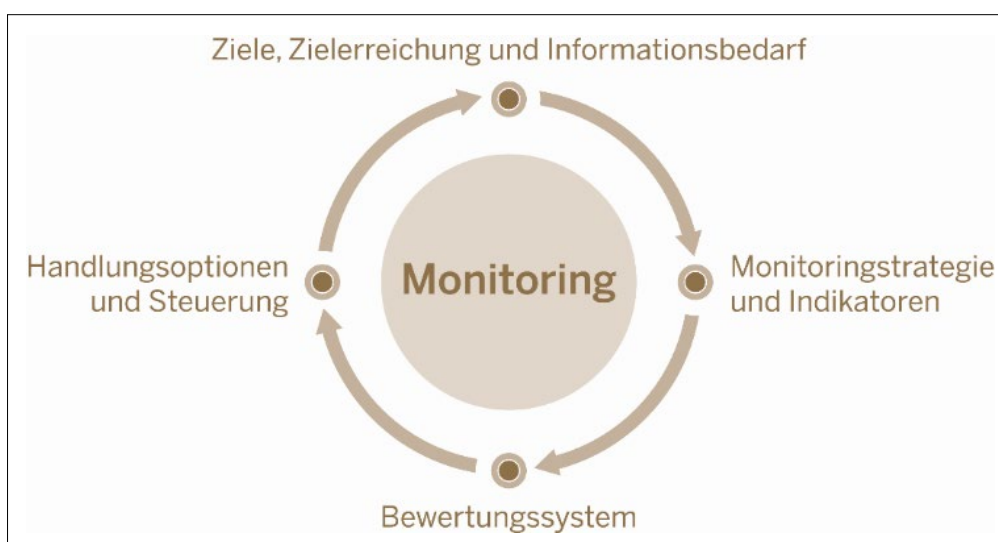 Ziele, Zielerreichung und Informationsbedarf
Handlungsoptionen
und Steuerung
Monitoring
Monitoringstrategie
und Indikatoren
Bewertungssystem